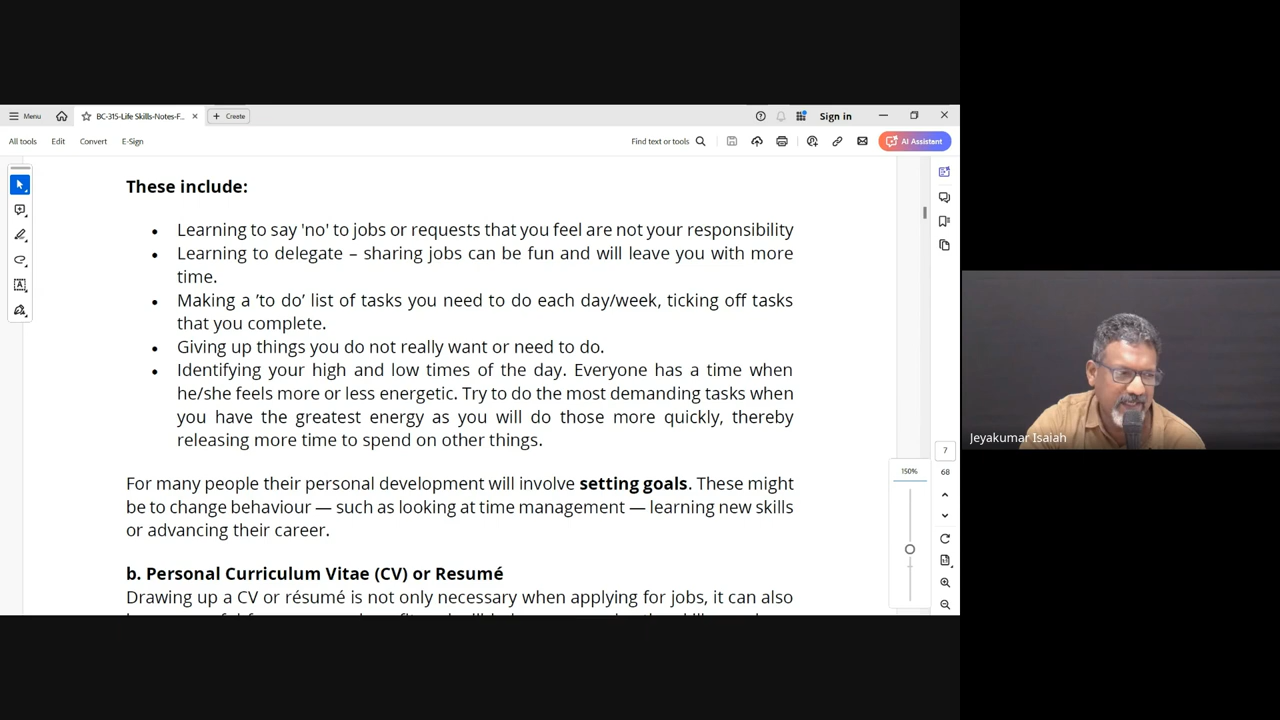 Menu
BC-315-Life Skills-Notes-F...
Create
Sign in
All tools
Edit
Convert
E-Sign
Find text or tools
AI Assistant
These include:
• Learning to say 'no' to jobs or requests that you feel are not your responsibility
• Learning to delegate – sharing jobs can be fun and will leave you with more
time.
• Making a 'to do' list of tasks you need to do each day/week, ticking off tasks
that you complete.
• Giving up things you do not really want or need to do.
• Identifying your high and low times of the day. Everyone has a time when
he/she feels more or less energetic. Try to do the most demanding tasks when
you have the greatest energy as you will do those more quickly, thereby
releasing more time to spend on other things.
For many people their personal development will involve setting goals. These might
be to change behaviour — such as looking at time management — learning new skills
or advancing their career.
b. Personal Curriculum Vitae (CV) or Resumé
Drawing up a CV or résumé is not only necessary when applying for jobs, it can also
7
68
150%
Jeyakumar Isaiah